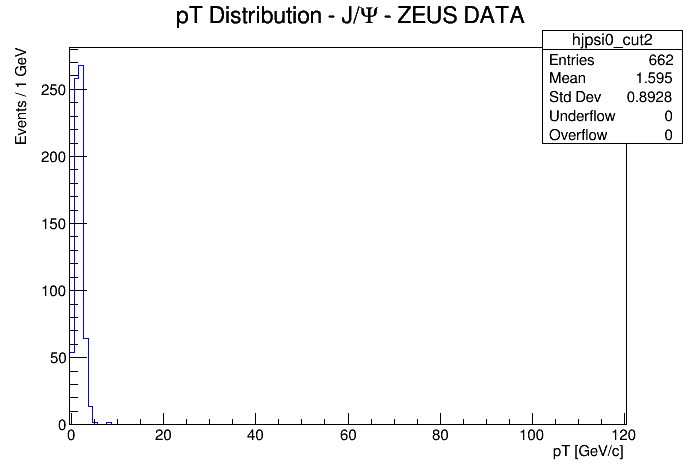 pT Distribution - J/Ψ - ZEUS DATA
hjpsi0_cut2
Entries 662
Mean 1.595
Std Dev 0.8928
Underflow 0
Overflow 0
Events / 1 GeV
250
200
150
100
50
0
0 20 40 60 80 100 120
pT [GeV/c]